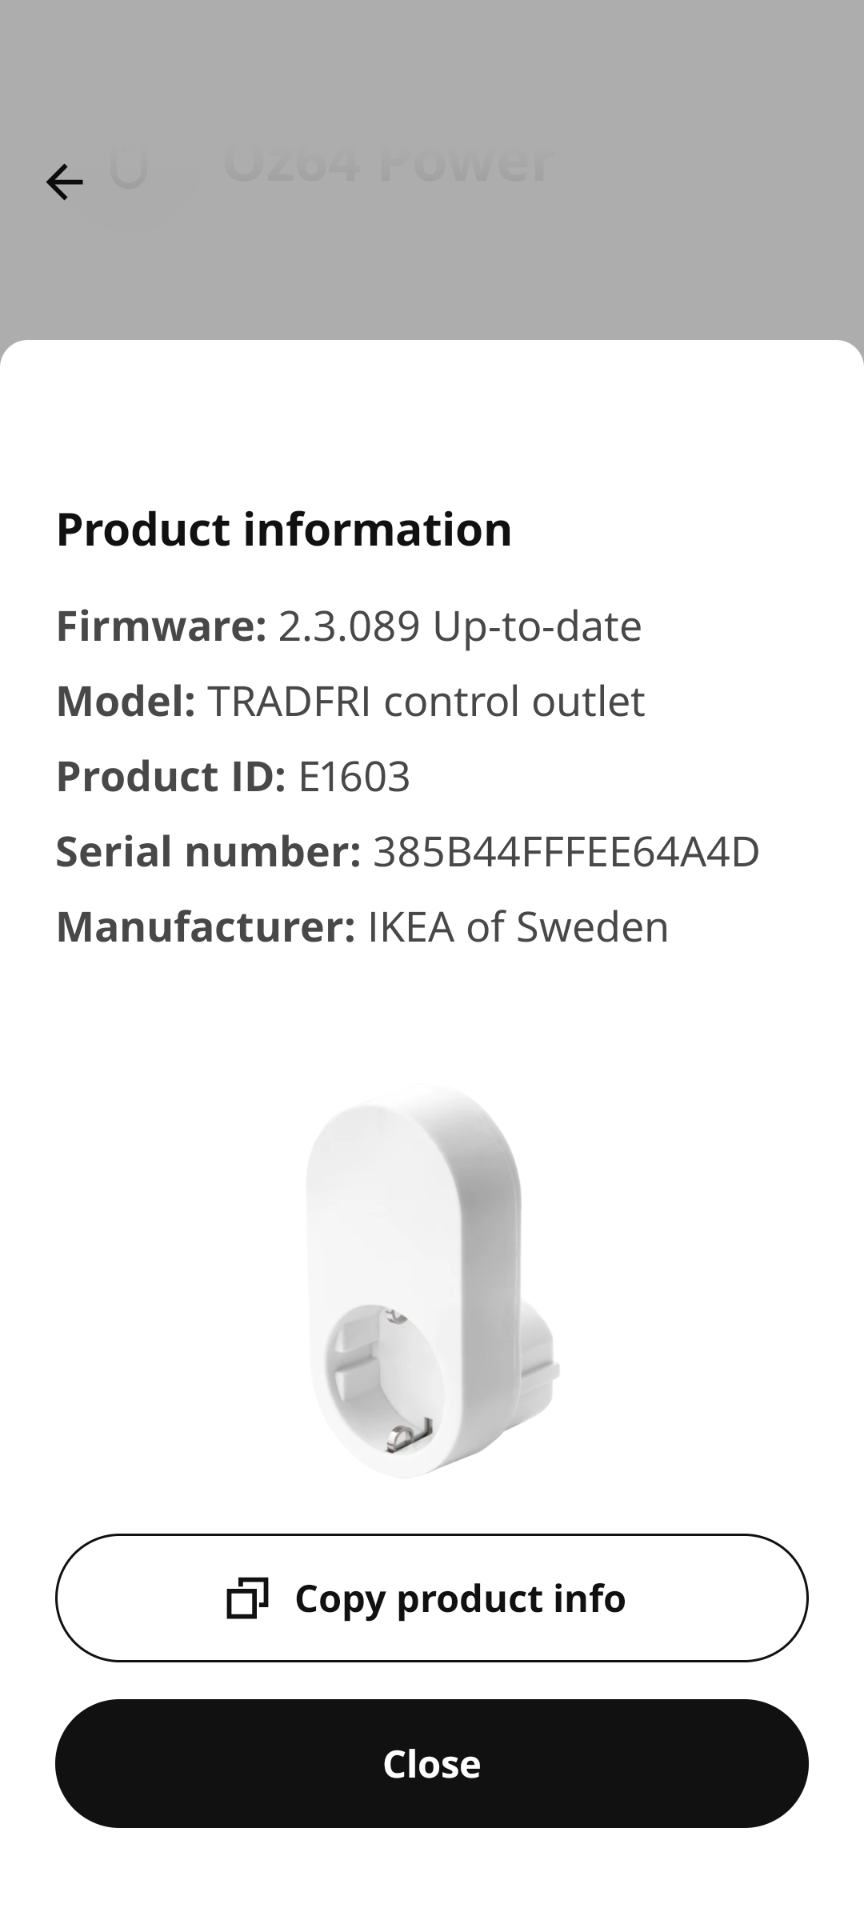 Oz64 Power
Product information
Firmware: 2.3.089 Up-to-date
Model: TRADFRI control outlet
Product ID: E1603
Serial number: 385B44FFFEE64A4D
Manufacturer: IKEA of Sweden
Copy product info
Close